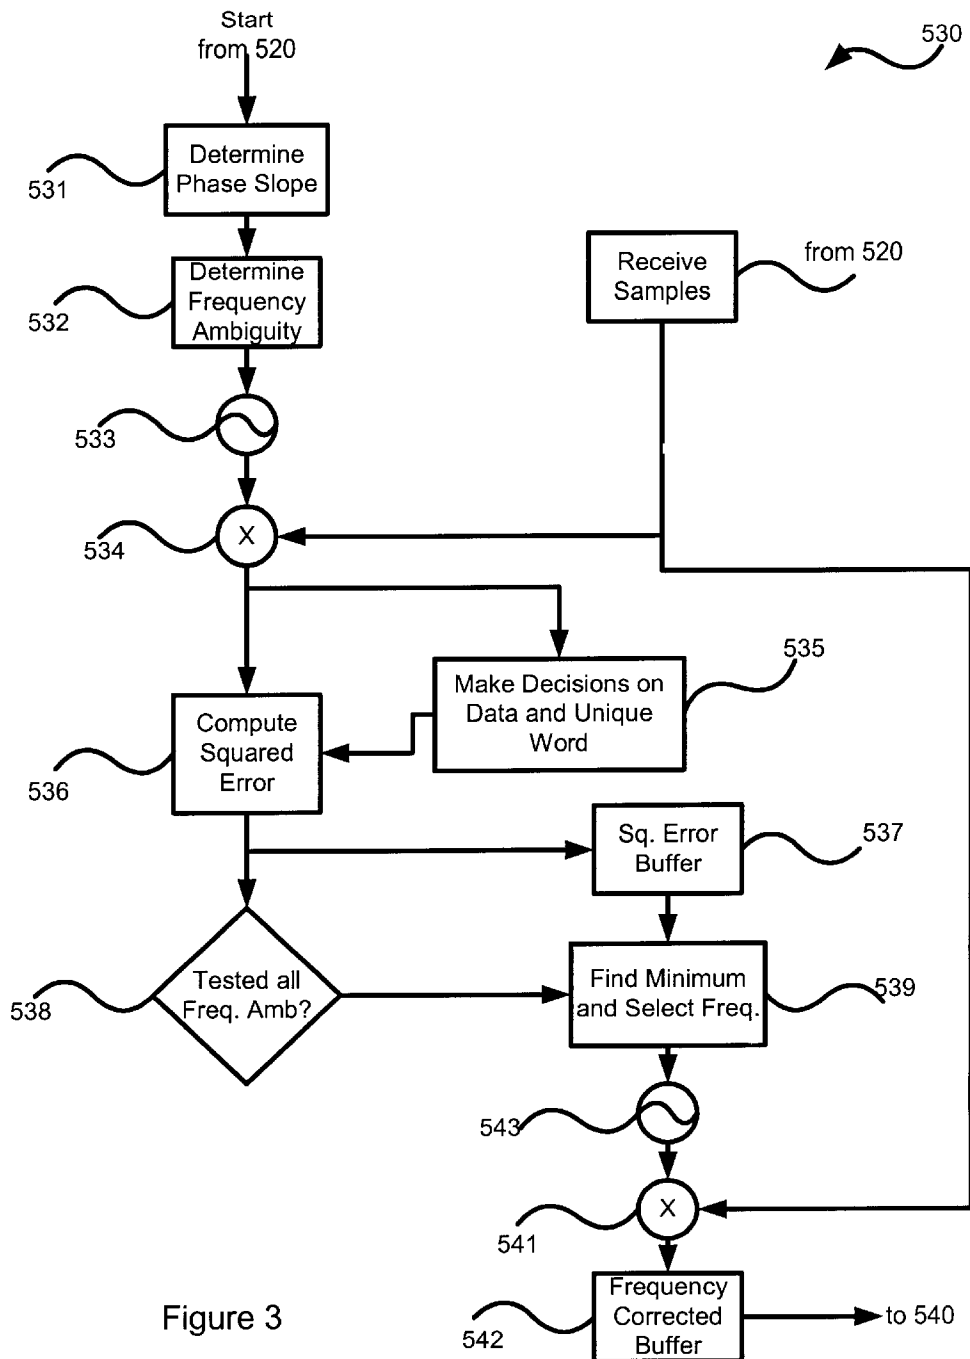 Start
from 520
530
Determine
Phase Slope
531
Receive
Samples
from 520
Determine
Frequency
Ambiguity
532
533
X
534
535
Make Decisions on
Data and Unique
Word
Compute
Squared
Error
536
Sq. Error
Buffer
537
Tested all
Freq. Amb?
538
Find Minimum
and Select Freq.
539
543
X
541
Frequency
Corrected
Buffer
542
to 540
Figure 3